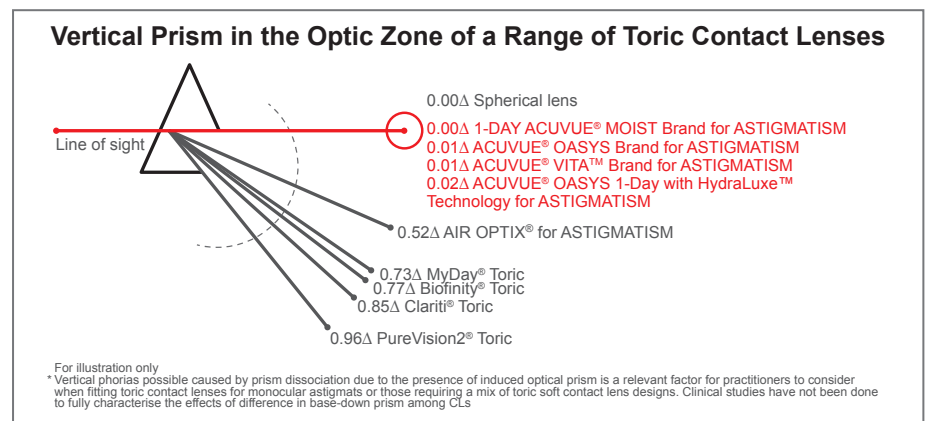 Vertical Prism in the Optic Zone of a Range of Toric Contact Lenses
0.00Δ Spherical lens
Line of sight
0.00Δ 1-DAY ACUVUE® MOIST Brand for ASTIGMATISM
0.01Δ ACUVUE® OASYS Brand for ASTIGMATISM
0.01Δ ACUVUE® VITA™ Brand for ASTIGMATISM
0.02Δ ACUVUE® OASYS 1-Day with HydraLuxe™
Technology for ASTIGMATISM
0.52Δ AIR OPTIX® for ASTIGMATISM
0.73Δ MyDay® Toric
0.77Δ Biofinity® Toric
0.85Δ Clariti® Toric
0.96Δ PureVision2® Toric
For illustration only
* Vertical phorias possible caused by prism dissociation due to the presence of induced optical prism is a relevant factor for practitioners to consider
when fitting toric contact lenses for monocular astigmats or those requiring a mix of toric soft contact lens designs. Clinical studies have not been done
to fully characterise the effects of difference in base-down prism among CLs